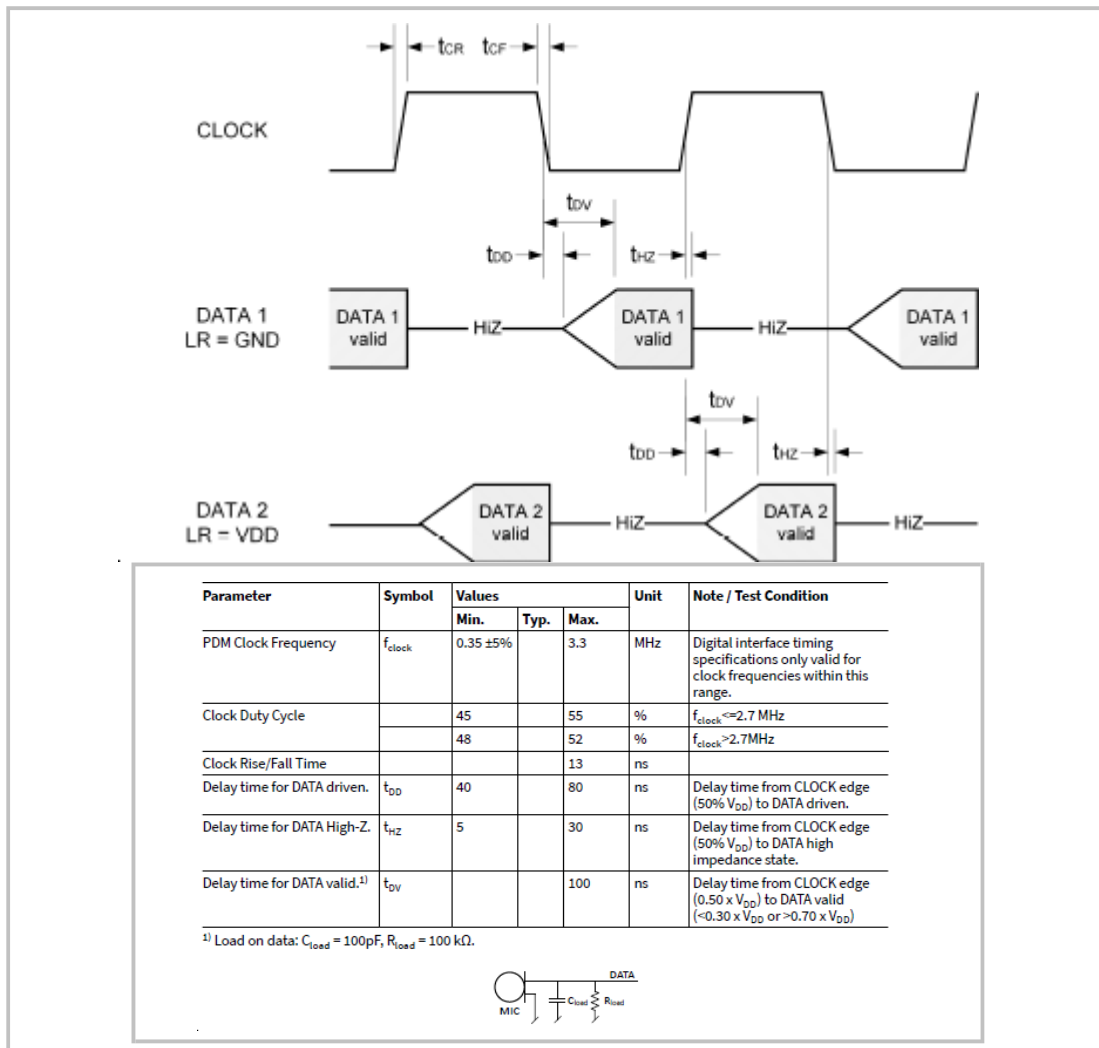 tCR tCF
CLOCK
tDV
tDD tHZ
DATA 1
LR = GND
DATA 1
valid
HiZ
DATA 1
valid
HiZ
DATA 1
valid
tDV
tDD tHZ
DATA 2
LR = VDD
DATA 2
valid
HiZ
DATA 2
valid
HiZ
Parameter Symbol Values Unit Note / Test Condition
Min. Typ. Max.
PDM Clock Frequency fclock 0.35 ±5% 3.3 MHz Digital interface timing
specifications only valid for
clock frequencies within this
range.
Clock Duty Cycle 45 55 % fclock<=2.7 MHz
48 52 % fclock>2.7MHz
Clock Rise/Fall Time 13 ns
Delay time for DATA driven. tDD 40 80 ns Delay time from CLOCK edge
(50% VDD) to DATA driven.
Delay time for DATA High-Z. tHZ 5 30 ns Delay time from CLOCK edge
(50% VDD) to DATA high
impedance state.
Delay time for DATA valid.1) tDV 100 ns Delay time from CLOCK edge
(0.50 x VDD) to DATA valid
(<0.30 x VDD or >0.70 x VDD)
1) Load on data: Cload = 100pF, Rload = 100 kΩ.
DATA
MIC Cload Rload